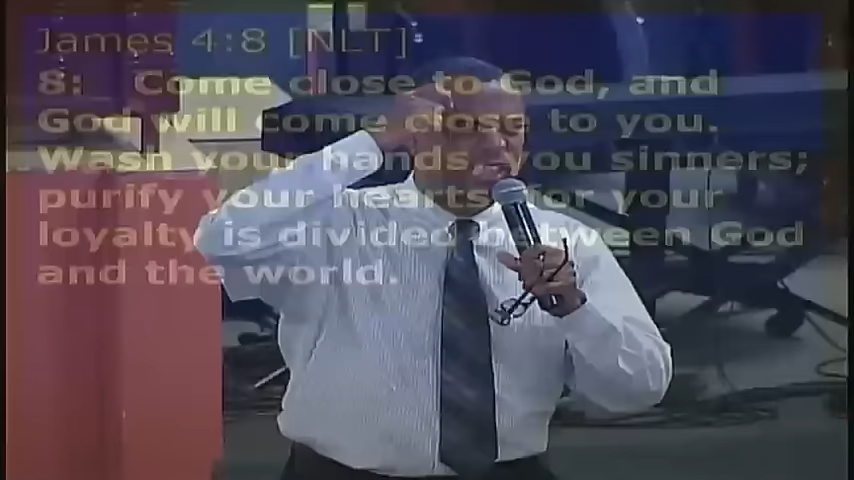 James 4:8 [NLT]
8: Come close to God, and
God will come close to you.
Wash your hands, you sinners;
purify your hearts, for your
loyalty is divided between God
and the world.